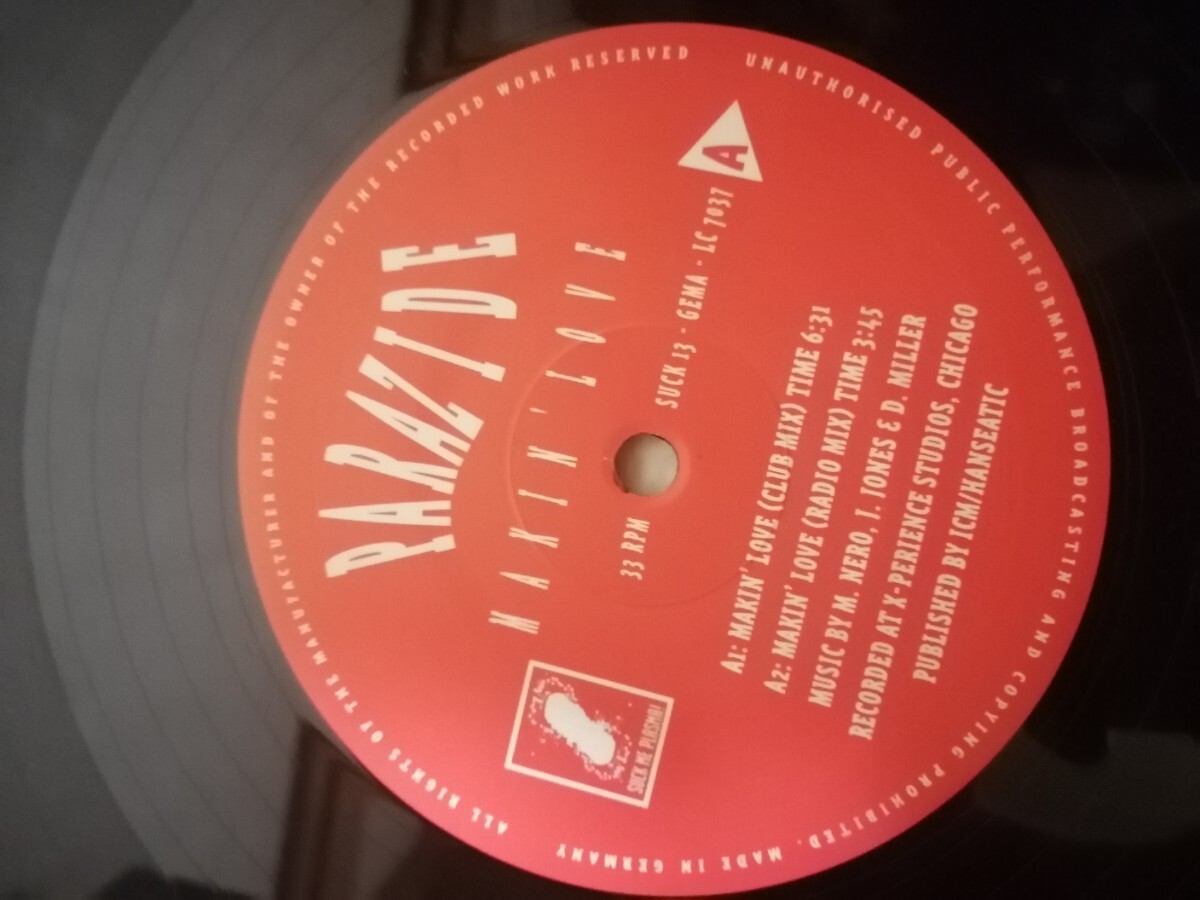 PARAZIDE
MAKIN' LOVE
A
33 RPM
SUCK 13 · GEMA · LC 7037
SUCK ME PLASMA!
A1: MAKIN' LOVE (CLUB MIX) TIME 6:31
A2: MAKIN' LOVE (RADIO MIX) TIME 3:45
MUSIC BY M. NERO, J. JONES & D. MILLER
RECORDED AT X-PERIENCE STUDIOS, CHICAGO
PUBLISHED BY ICM/HANSEATIC
ALL RIGHTS OF THE MANUFACTURER AND OF THE OWNER OF THE RECORDED WORK RESERVED
UNAUTHORISED PUBLIC PERFORMANCE BROADCASTING AND COPYING PROHIBITED. MADE IN GERMANY